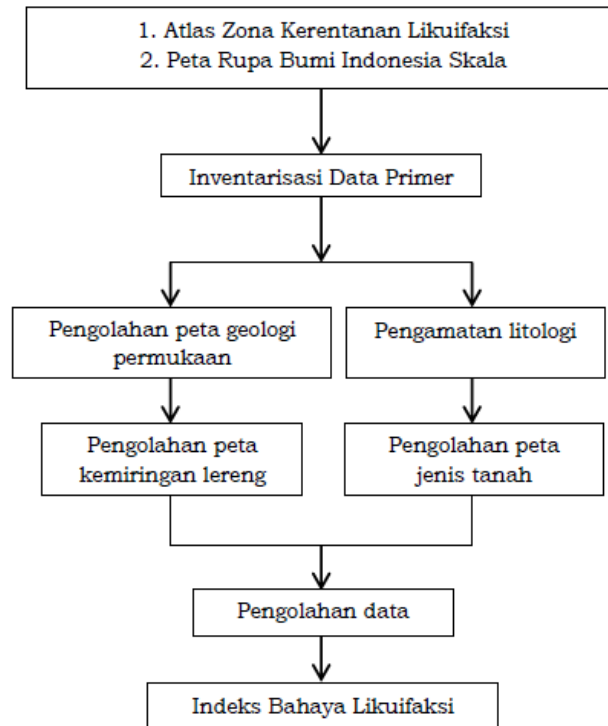 1. Atlas Zona Kerentanan Likuifaksi
2. Peta Rupa Bumi Indonesia Skala
Inventarisasi Data Primer
Pengolahan peta geologi
permukaan
Pengamatan litologi
Pengolahan peta
kemiringan lereng
Pengolahan peta
jenis tanah
Pengolahan data
Indeks Bahaya Likuifaksi